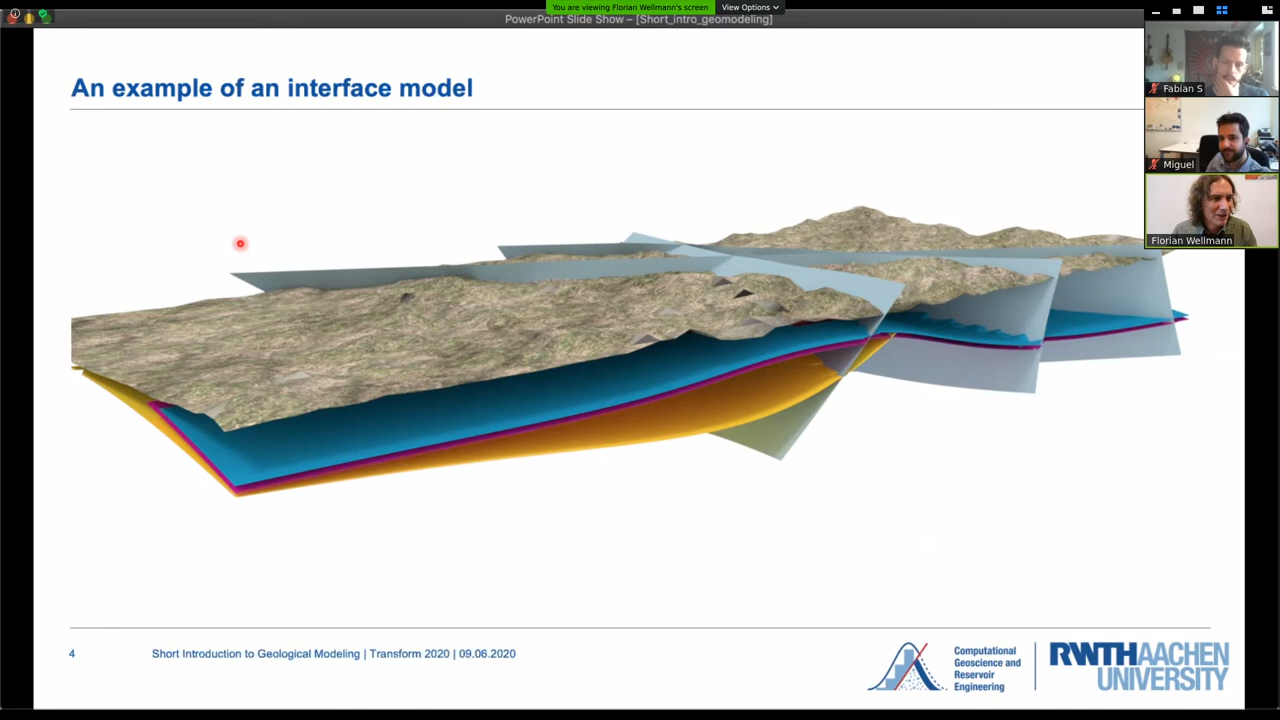 You are viewing Florian Wellmann's screen
View Options
PowerPoint Slide Show – [Short_intro_geomodeling]
An example of an interface model
Fabian S
Miguel
Florian Wellmann
4
Short Introduction to Geological Modeling | Transform 2020 | 09.06.2020
Computational
Geoscience and
Reservoir
Engineering
RWTHAACHEN
UNIVERSITY